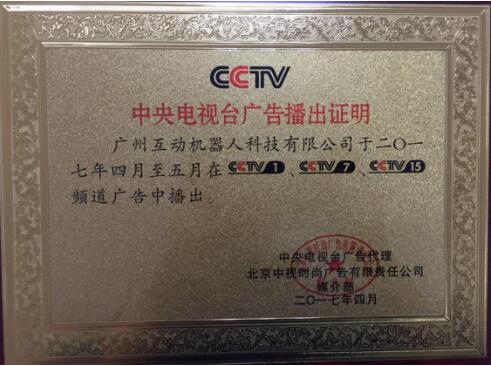 CCTV
中央电视台广告播出证明
广州互动机器人科技有限公司于二〇一
七年四月至五月在CCTV 1、CCTV 7、CCTV 15
频道广告中播出。
中央电视台广告代理
北京中视时尚广告有限责任公司
媒介部
二〇一七年四月